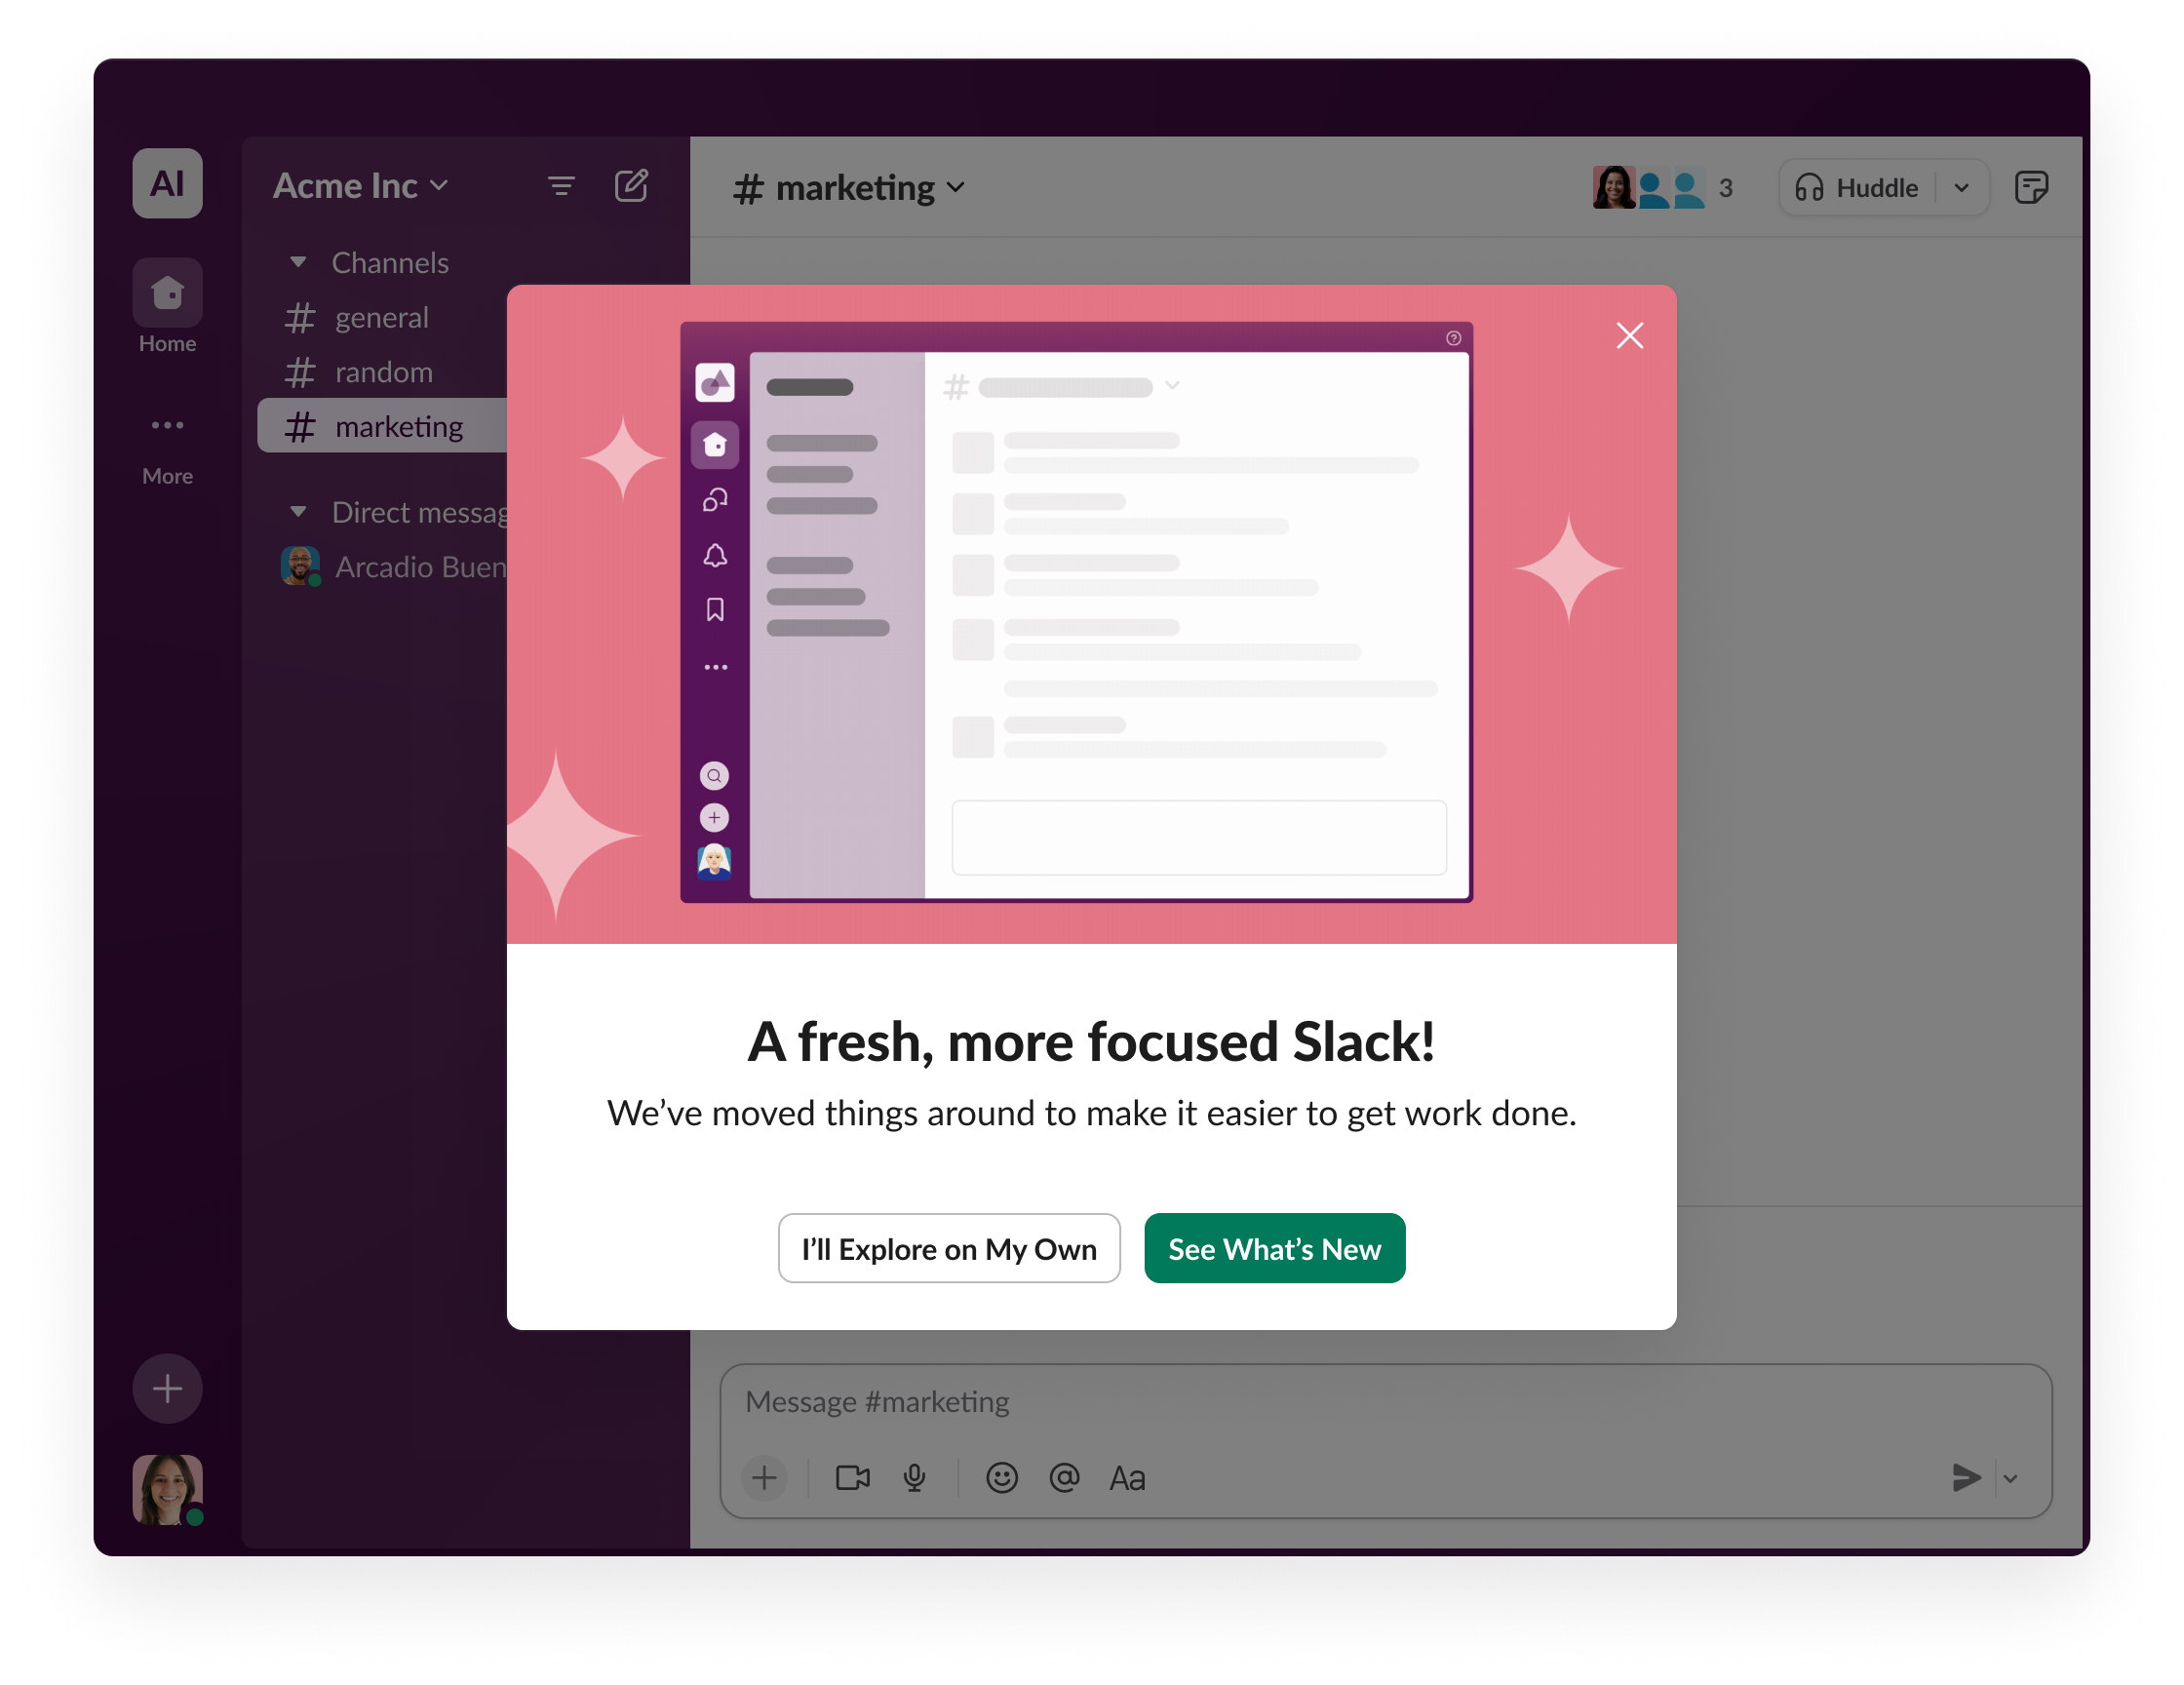 AI
Home
More
Acme Inc
Channels
# general
# random
# marketing
Direct messag
Arcadio Buen
# marketing
3
Huddle
A fresh, more focused Slack!
We’ve moved things around to make it easier to get work done.
I’ll Explore on My Own
See What’s New
Message #marketing
@ Aa